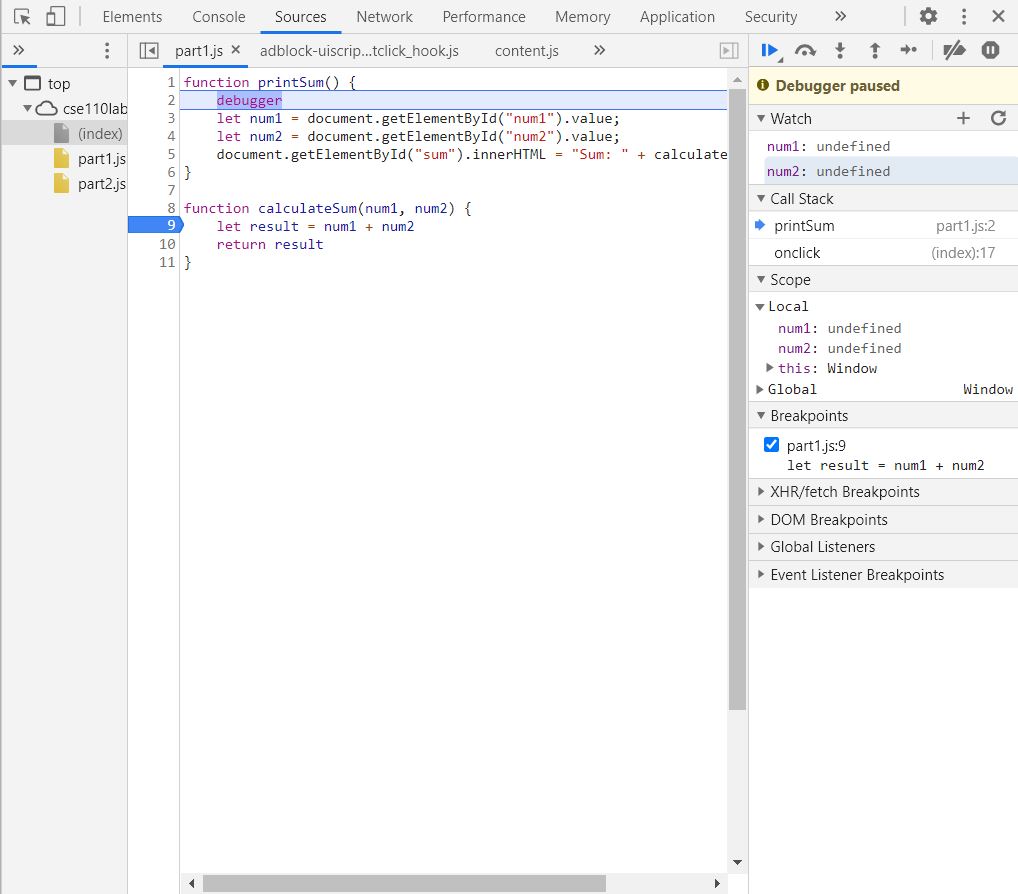 Elements Console Sources Network Performance Memory Application Security
part1.js adblock-uiscrip...tclick_hook.js content.js
top
cse110lab
(index)
part1.js
part2.js
1 function printSum() {
2 debugger
3 let num1 = document.getElementById("num1").value;
4 let num2 = document.getElementById("num2").value;
5 document.getElementById("sum").innerHTML = "Sum: " + calculate
6 }
7
8 function calculateSum(num1, num2) {
9 let result = num1 + num2
10 return result
11 }
Debugger paused
Watch
num1: undefined
num2: undefined
Call Stack
printSum part1.js:2
onclick (index):17
Scope
Local
num1: undefined
num2: undefined
this: Window
Global Window
Breakpoints
part1.js:9
let result = num1 + num2
XHR/fetch Breakpoints
DOM Breakpoints
Global Listeners
Event Listener Breakpoints